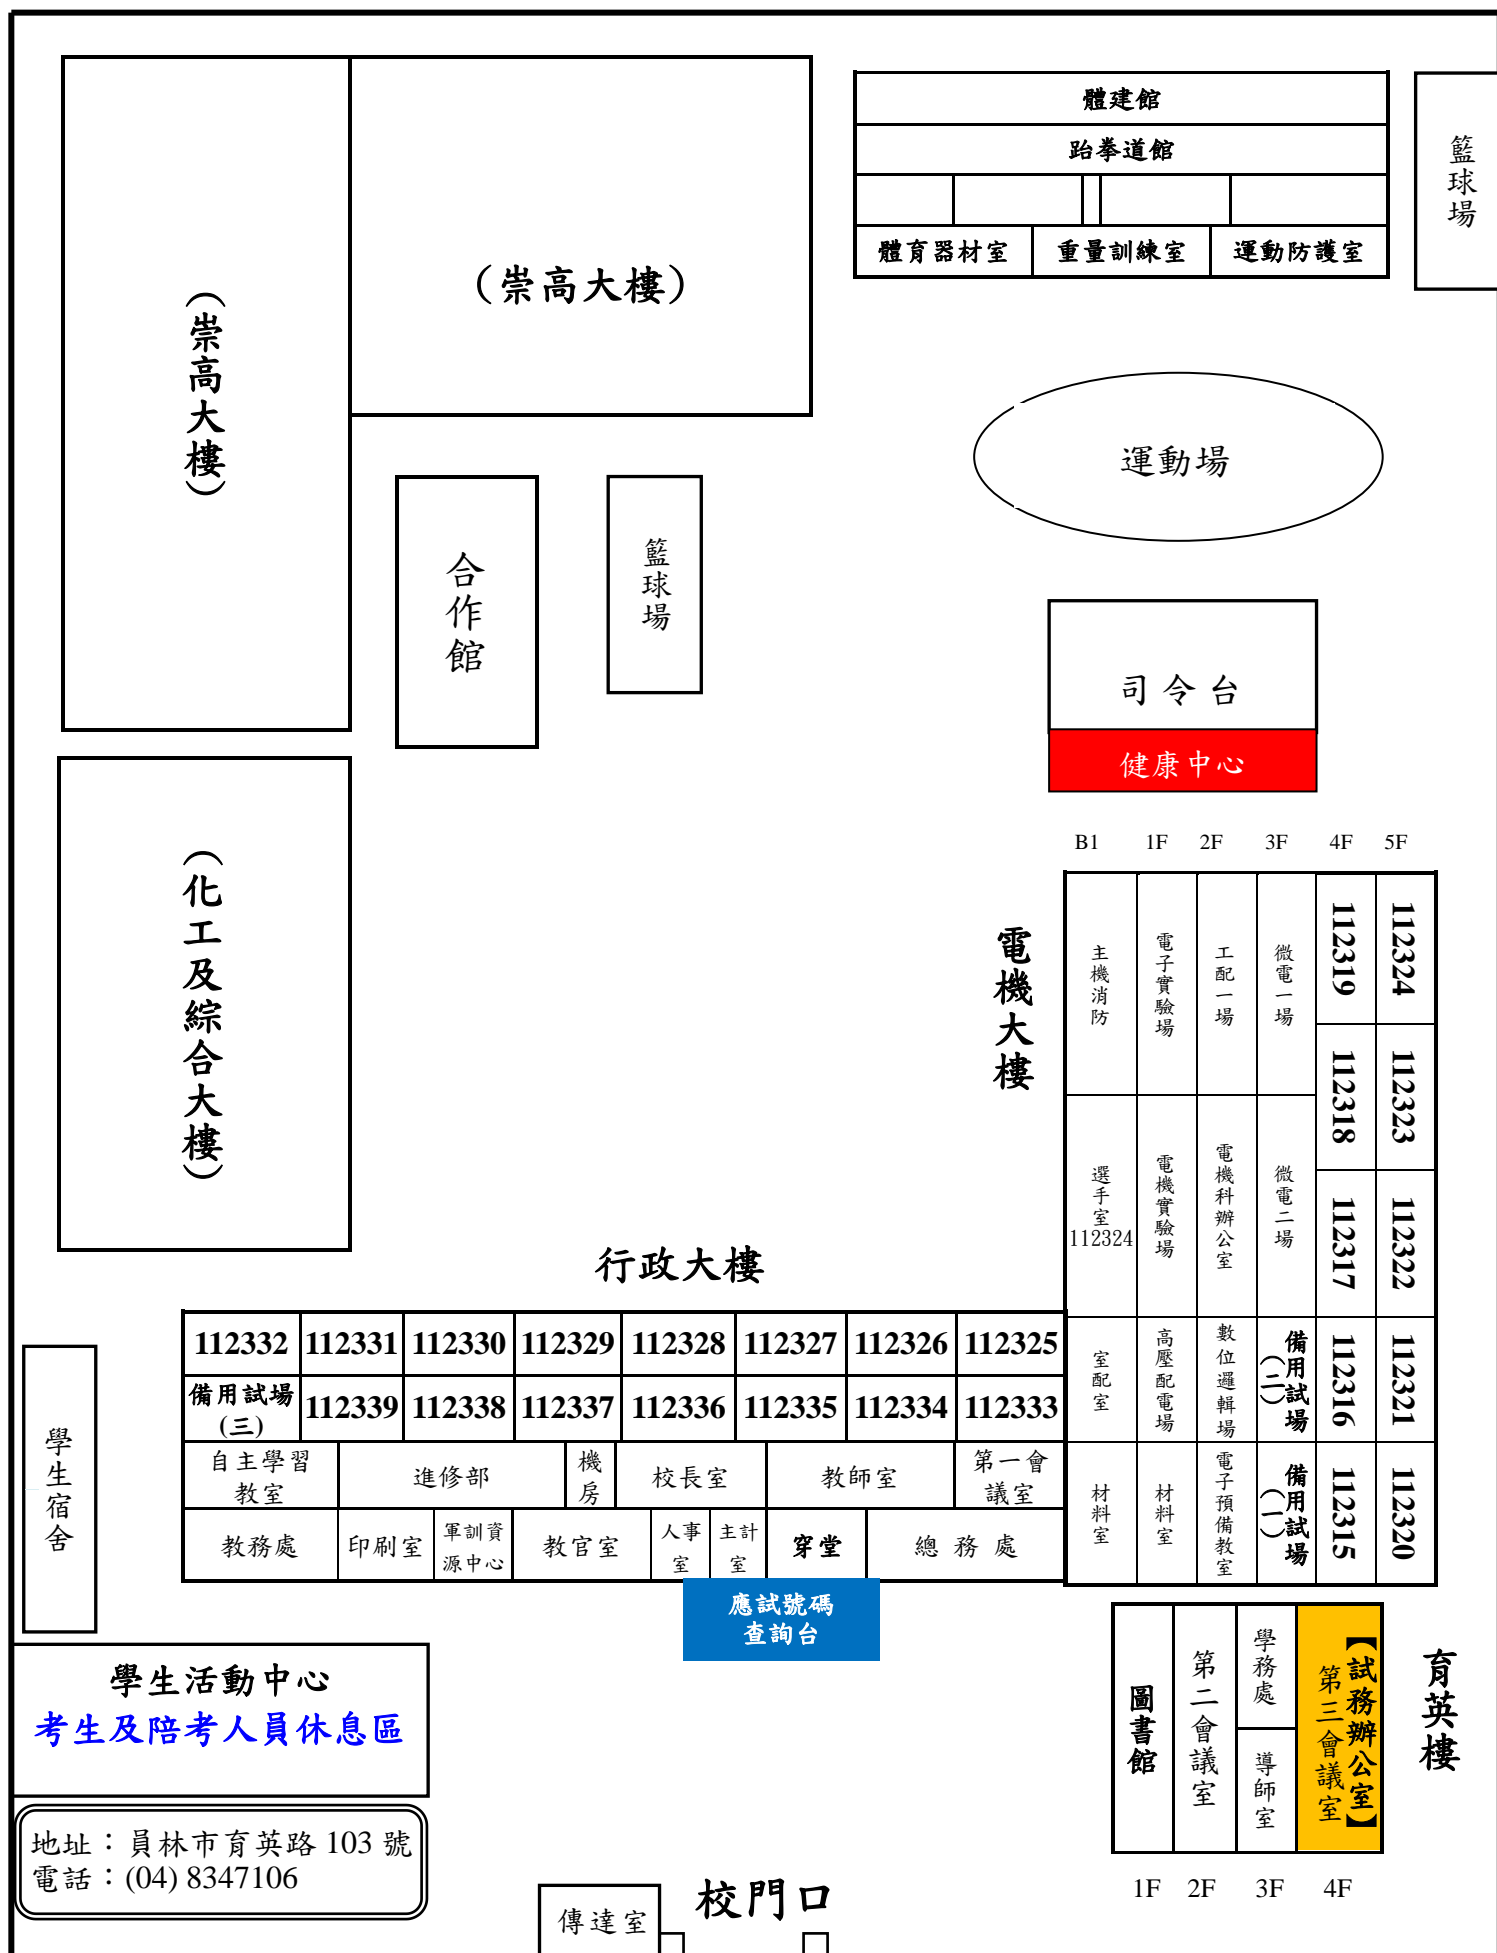 體建館
跆拳道館
體育器材室 重量訓練室 運動防護室
籃球場
(崇高大樓)
(崇高大樓)
運動場
合作館
籃球場
司令台
健康中心
(化工及綜合大樓)
電機大樓
B1 1F 2F 3F 4F 5F
主機消防
電子實驗場
工配一場
微電一場
112319
112324
112318
112323
選手室
112324
電機實驗場
電機科辦公室
微電二場
112317
112322
室配室
高壓配電場
數位邏輯場
備用試場
(二)
112316
112321
材料室
材料室
電子預備教室
備用試場
(一)
112315
112320
行政大樓
112332 112331 112330 112329 112328 112327 112326 112325
備用試場
(三)
112339 112338 112337 112336 112335 112334 112333
自主學習
教室
進修部
機房
校長室
教師室
第一會
議室
教務處
印刷室
軍訓資
源中心
教官室
人事
室
主計
室
穿堂
總務處
學生宿舍
應試號碼
查詢台
學生活動中心
考生及陪考人員休息區
圖書館
第二會議室
學務處
導師室
【試務辦公室】
第三會議室
育英樓
1F 2F 3F 4F
地址：員林市育英路 103 號
電話：(04) 8347106
傳達室
校門口